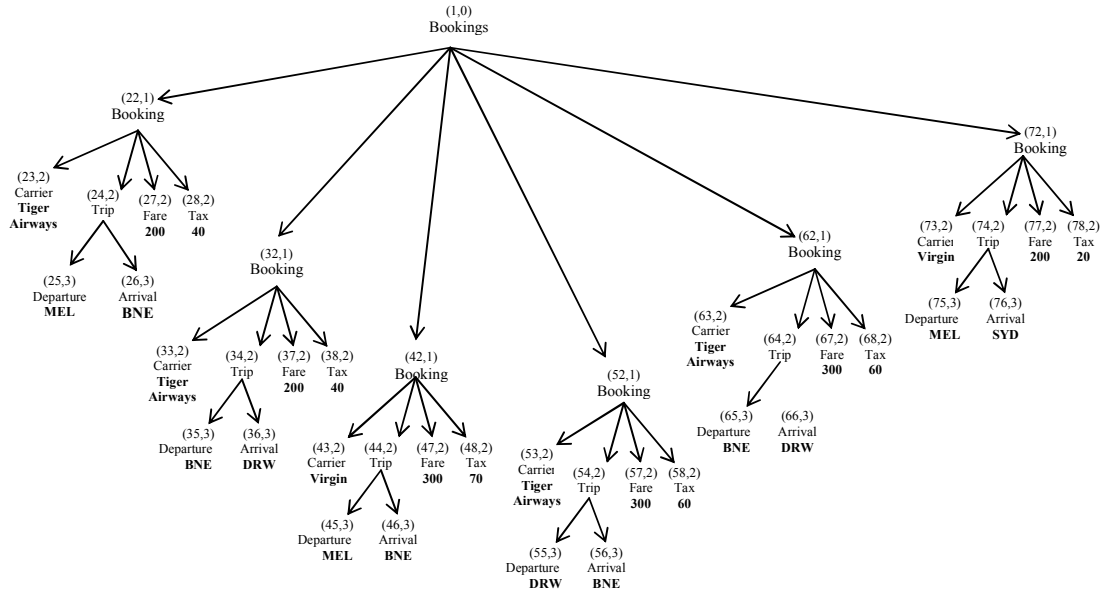 (1,0)
Bookings
(22,1)
Booking
(23,2)
Carrier
Tiger
Airways
(24,2)
Trip
(27,2)
Fare
200
(28,2)
Tax
40
(25,3)
Departure
MEL
(26,3)
Arrival
BNE
(32,1)
Booking
(33,2)
Carrier
Tiger
Airways
(34,2)
Trip
(37,2)
Fare
200
(38,2)
Tax
40
(35,3)
Departure
BNE
(36,3)
Arrival
DRW
(42,1)
Booking
(43,2)
Carrier
Virgin
(44,2)
Trip
(47,2)
Fare
300
(48,2)
Tax
70
(45,3)
Departure
MEL
(46,3)
Arrival
BNE
(52,1)
Booking
(53,2)
Carrier
Tiger
Airways
(54,2)
Trip
(57,2)
Fare
300
(58,2)
Tax
60
(55,3)
Departure
DRW
(56,3)
Arrival
BNE
(62,1)
Booking
(63,2)
Carrier
Tiger
Airways
(64,2)
Trip
(67,2)
Fare
300
(68,2)
Tax
60
(65,3)
Departure
BNE
(66,3)
Arrival
DRW
(72,1)
Booking
(73,2)
Carrier
Virgin
(74,2)
Trip
(77,2)
Fare
200
(78,2)
Tax
20
(75,3)
Departure
MEL
(76,3)
Arrival
SYD